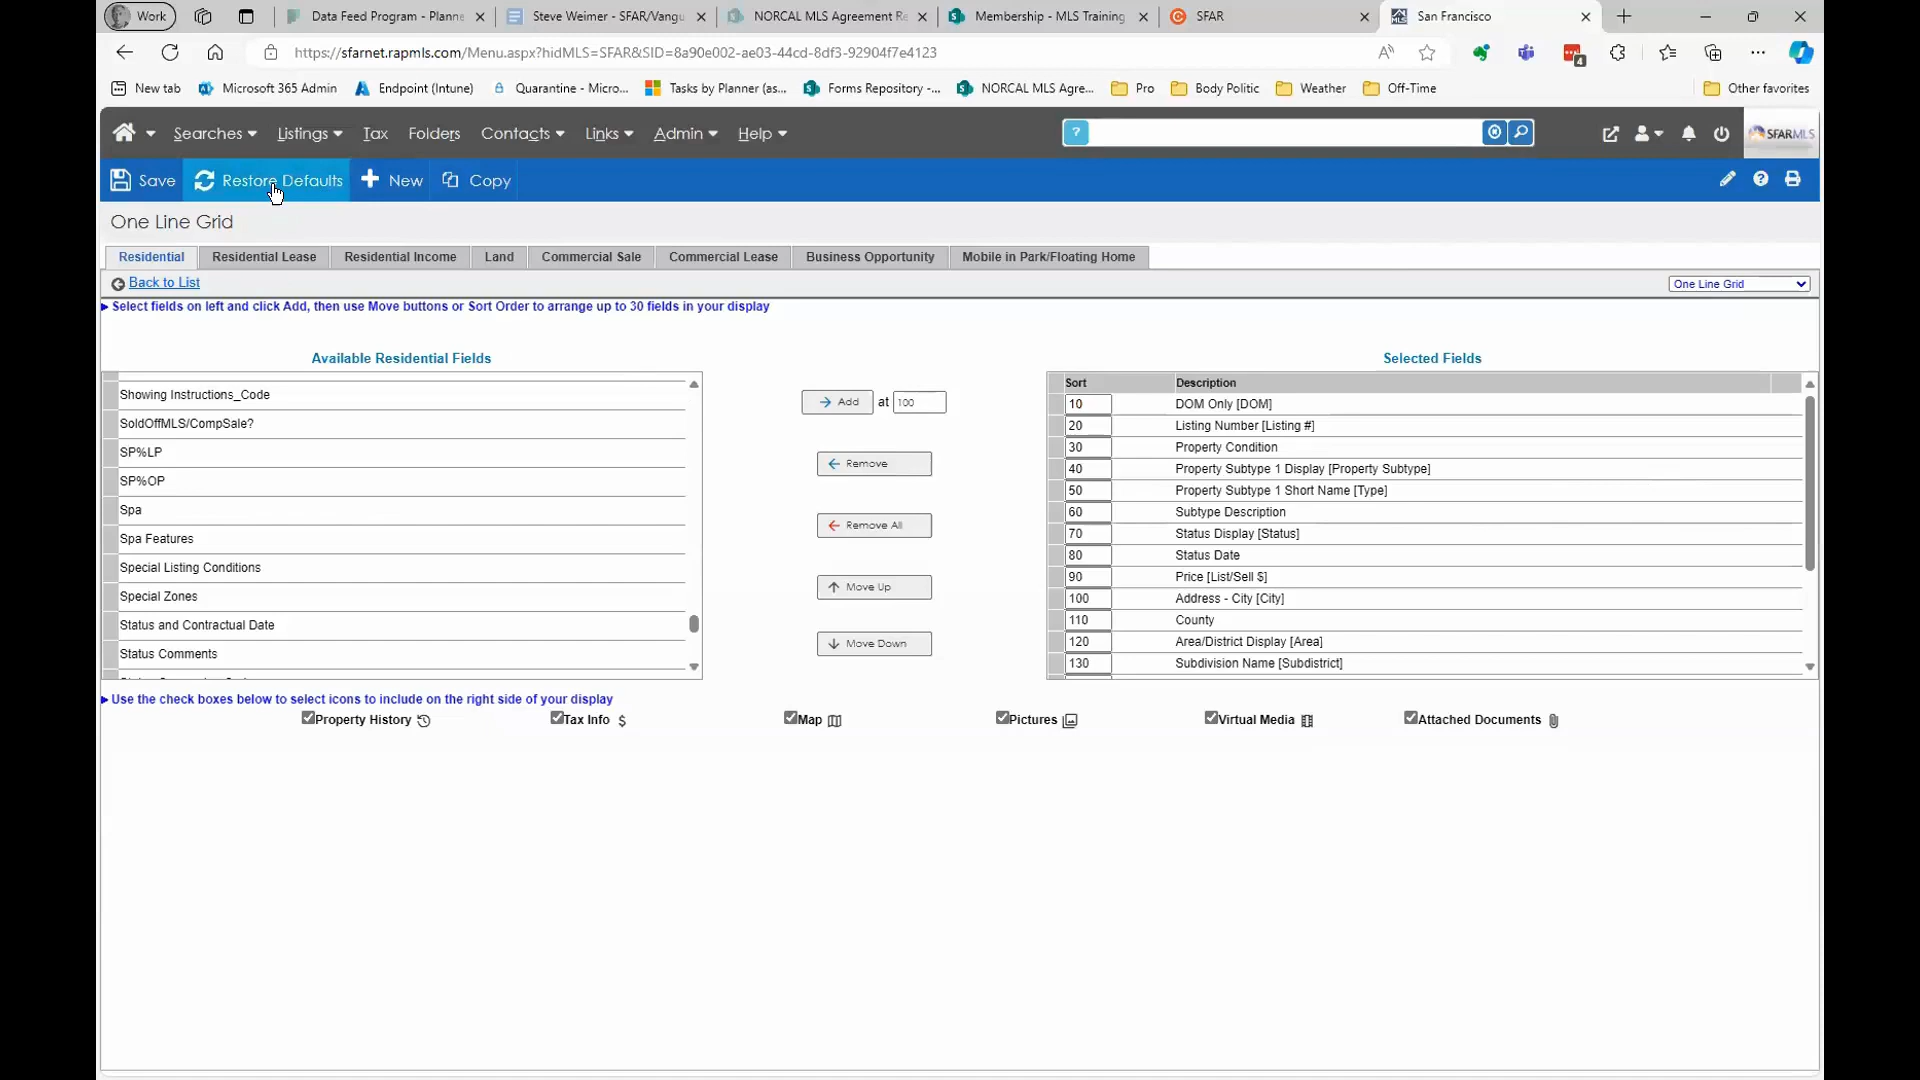 Work
Data Feed Program - Planne
Steve Weimer - SFAR/Vangu
NORCAL MLS Agreement Re
Membership - MLS Training
SFAR
San Francisco
https://sfarnet.rapmls.com/Menu.aspx?hidMLS=SFAR&SID=8a90e002-ae03-44cd-8df3-92904f7e4123
4
New tab
Microsoft 365 Admin
Endpoint (Intune)
Quarantine - Micro...
Tasks by Planner (as...
Forms Repository -...
NORCAL MLS Agre...
Pro
Body Politic
Weather
Off-Time
Other favorites
Searches
Listings
Tax
Folders
Contacts
Links
Admin
Help
?
SFARMLS
Save
Restore Defaults
New
Copy
One Line Grid
Residential
Residential Lease
Residential Income
Land
Commercial Sale
Commercial Lease
Business Opportunity
Mobile in Park/Floating Home
Back to List
One Line Grid
Select fields on left and click Add, then use Move buttons or Sort Order to arrange up to 30 fields in your display
Available Residential Fields
Showing Instructions_Code
SoldOffMLS/CompSale?
SP%LP
SP%OP
Spa
Spa Features
Special Listing Conditions
Special Zones
Status and Contractual Date
Status Comments
Add at 100
Remove
Remove All
Move Up
Move Down
Selected Fields
Sort Description
10 DOM Only [DOM]
20 Listing Number [Listing #]
30 Property Condition
40 Property Subtype 1 Display [Property Subtype]
50 Property Subtype 1 Short Name [Type]
60 Subtype Description
70 Status Display [Status]
80 Status Date
90 Price [List/Sell $]
100 Address - City [City]
110 County
120 Area/District Display [Area]
130 Subdivision Name [Subdistrict]
Use the check boxes below to select icons to include on the right side of your display
Property History
Tax Info $
Map
Pictures
Virtual Media
Attached Documents